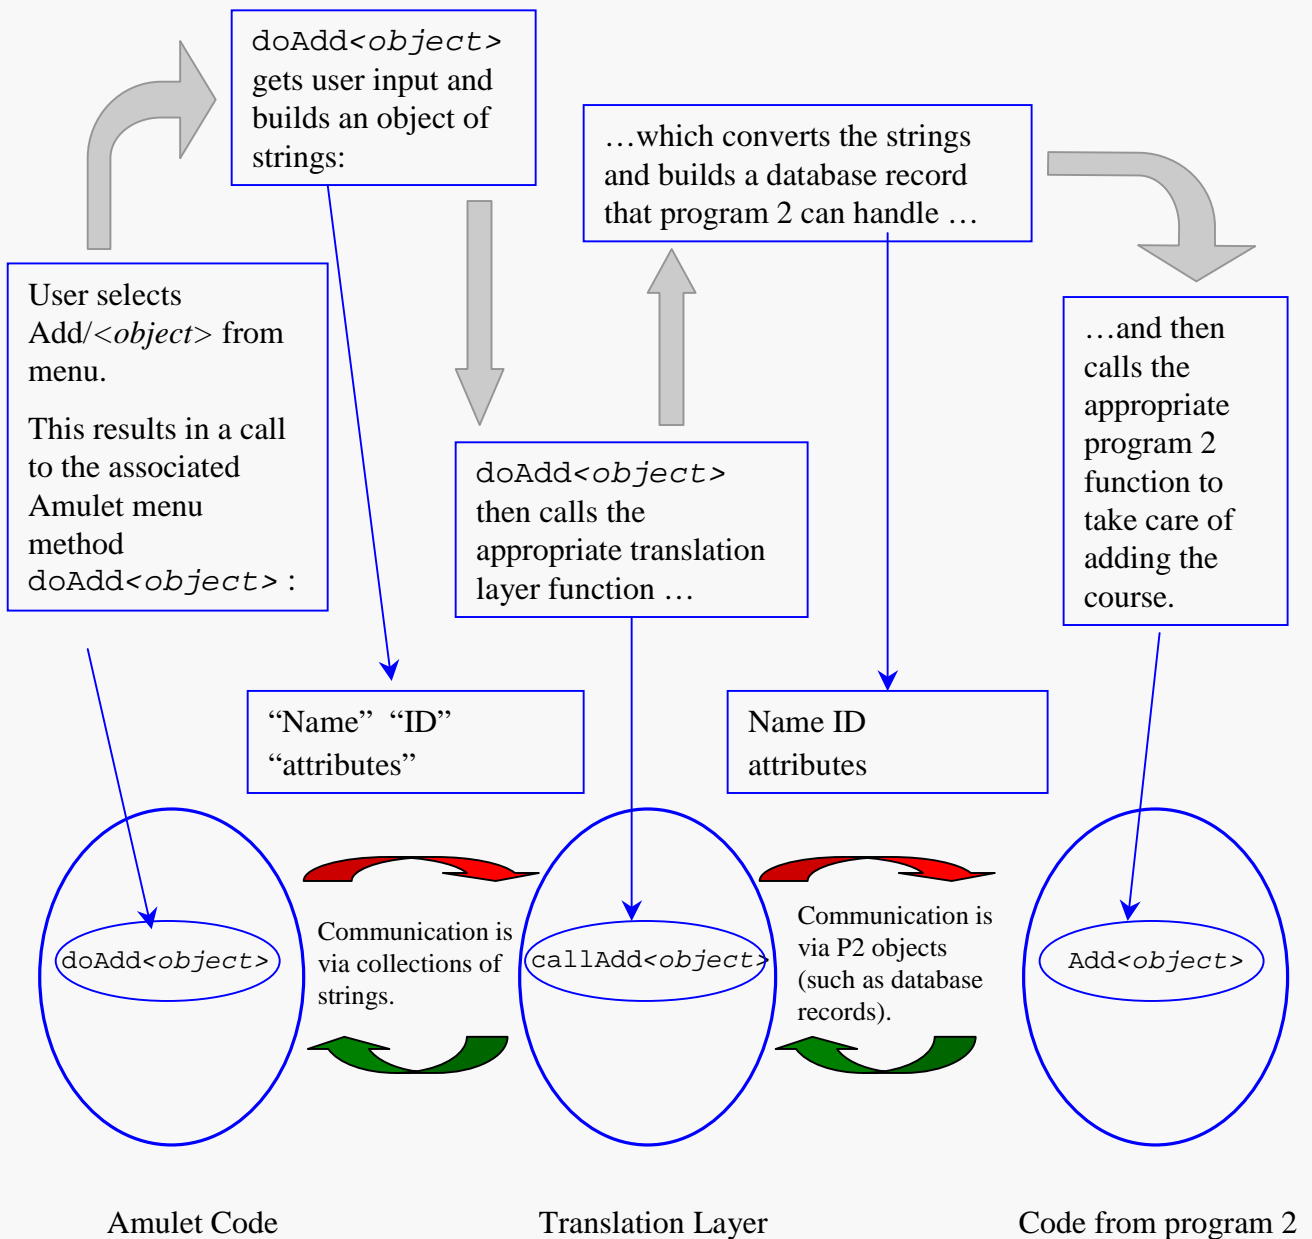 doAdd<object>
gets user input and
builds an object of
strings:
…which converts the strings
and builds a database record
that program 2 can handle …
User selects
Add/<object> from
menu.
This results in a call
to the associated
Amulet menu
method
doAdd<object> :
…and then
calls the
appropriate
program 2
function to
take care of
adding the
course.
doAdd<object>
then calls the
appropriate translation
layer function …
“Name” “ID”
“attributes”
Name ID
attributes
doAdd<object>
Communication is
via collections of
strings.
callAdd<object>
Communication is
via P2 objects
(such as database
records).
Add<object>
Amulet Code
Translation Layer
Code from program 2